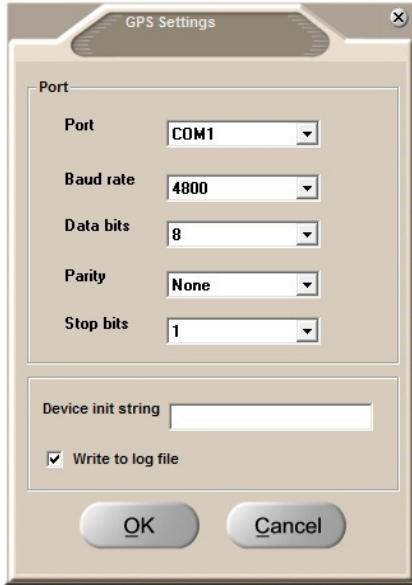 GPS Settings
Port
Port COM1
Baud rate 4800
Data bits 8
Parity None
Stop bits 1
Device init string
Write to log file
OK Cancel